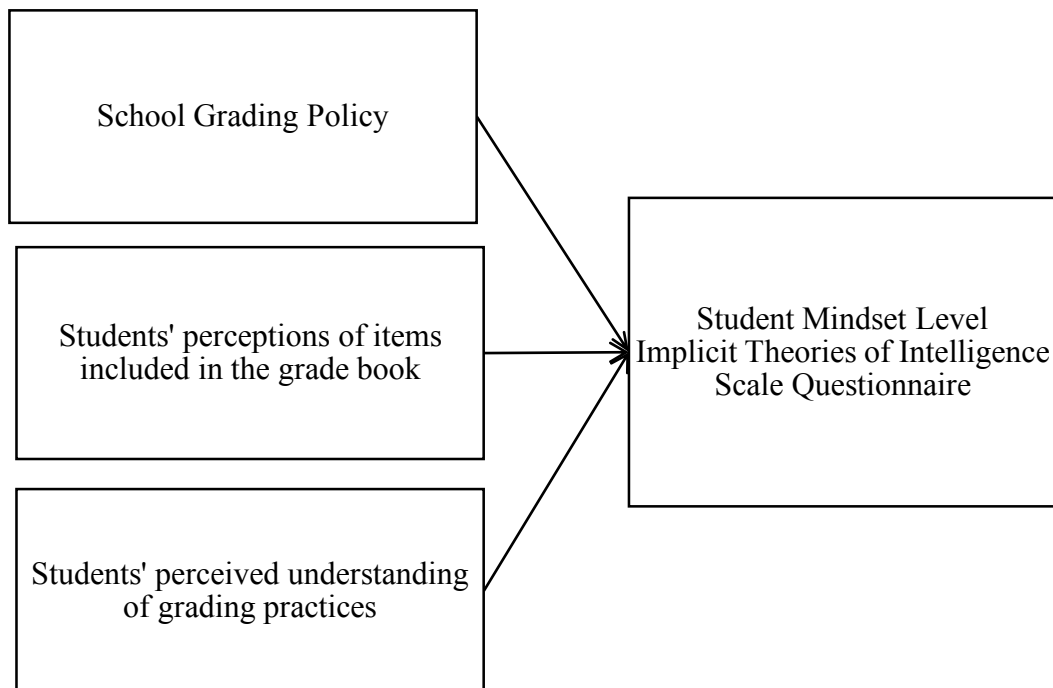 School Grading Policy
Students' perceptions of items
included in the grade book
Students' perceived understanding
of grading practices
Student Mindset Level
Implicit Theories of Intelligence
Scale Questionnaire